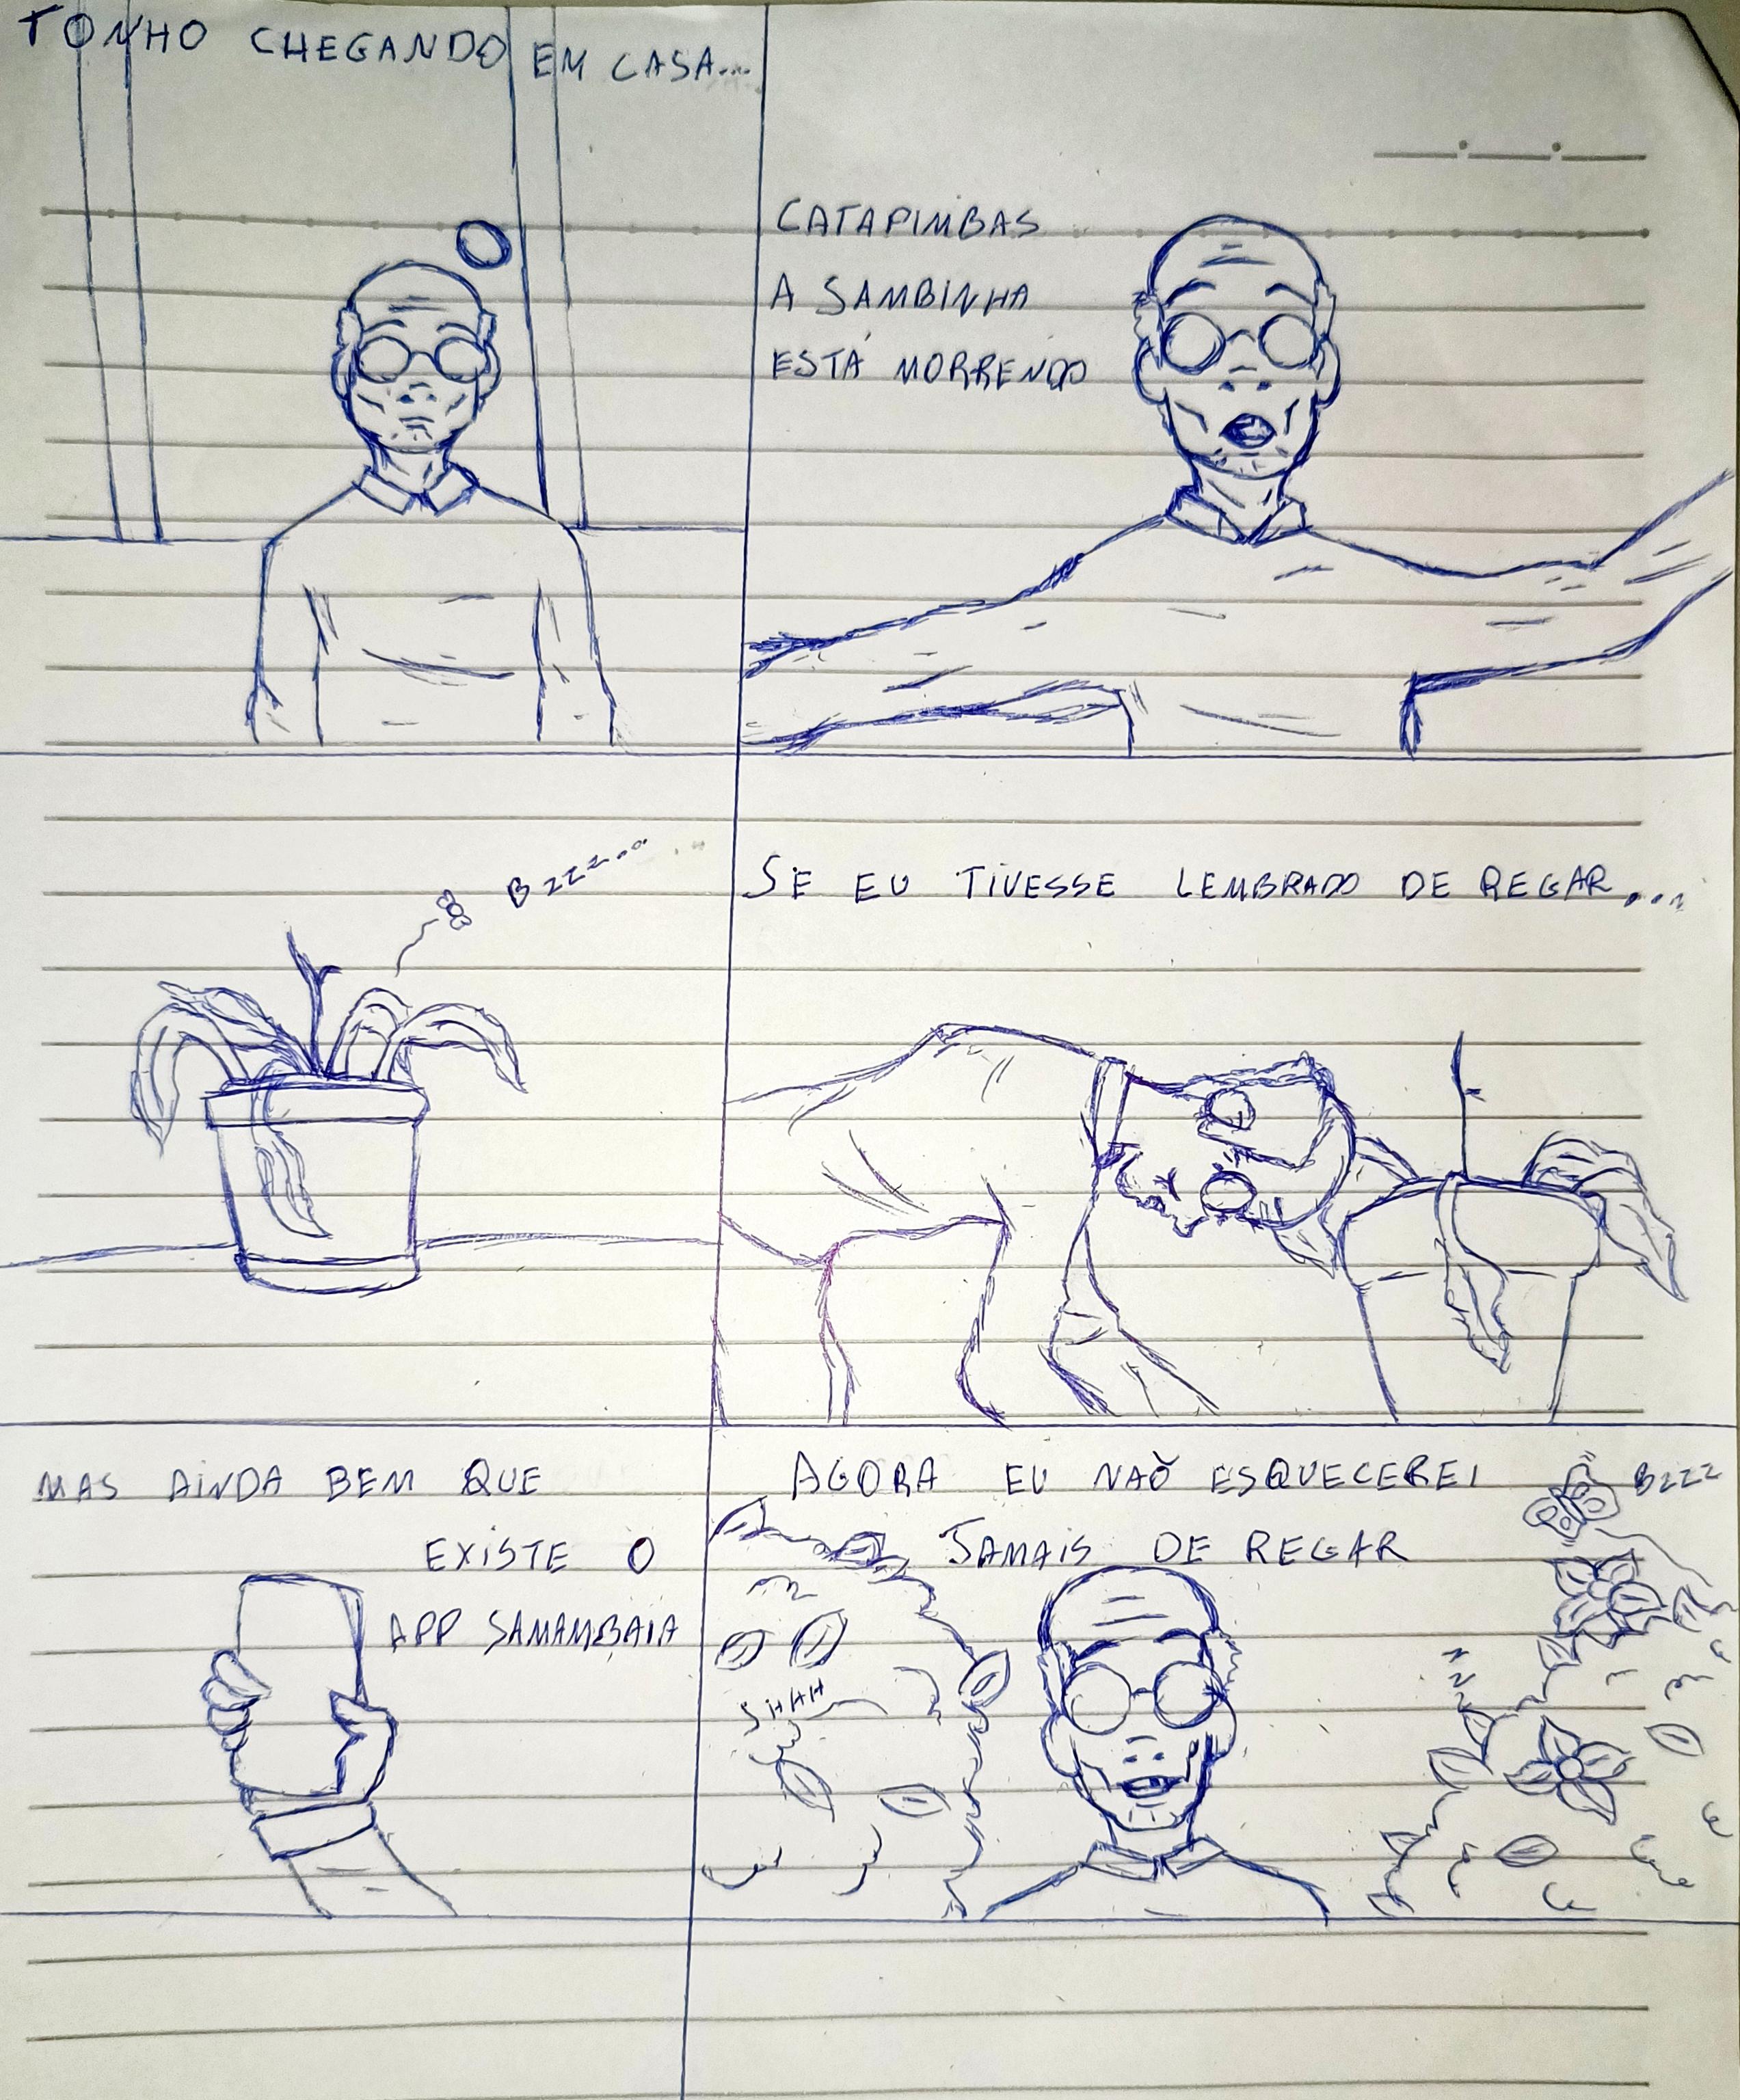 TONHO CHEGANDO EM CASA...
CATAPIMBAS
A SAMBINHA
ESTÁ MORRENDO
BZZZ...
SE EU TIVESSE LEMBRADO DE REGAR...
MAS AINDA BEM QUE
EXISTE O
APP SAMAMBAIA
AGORA EU NÃO ESQUECEREI
JAMAIS DE REGAR
BZZZ